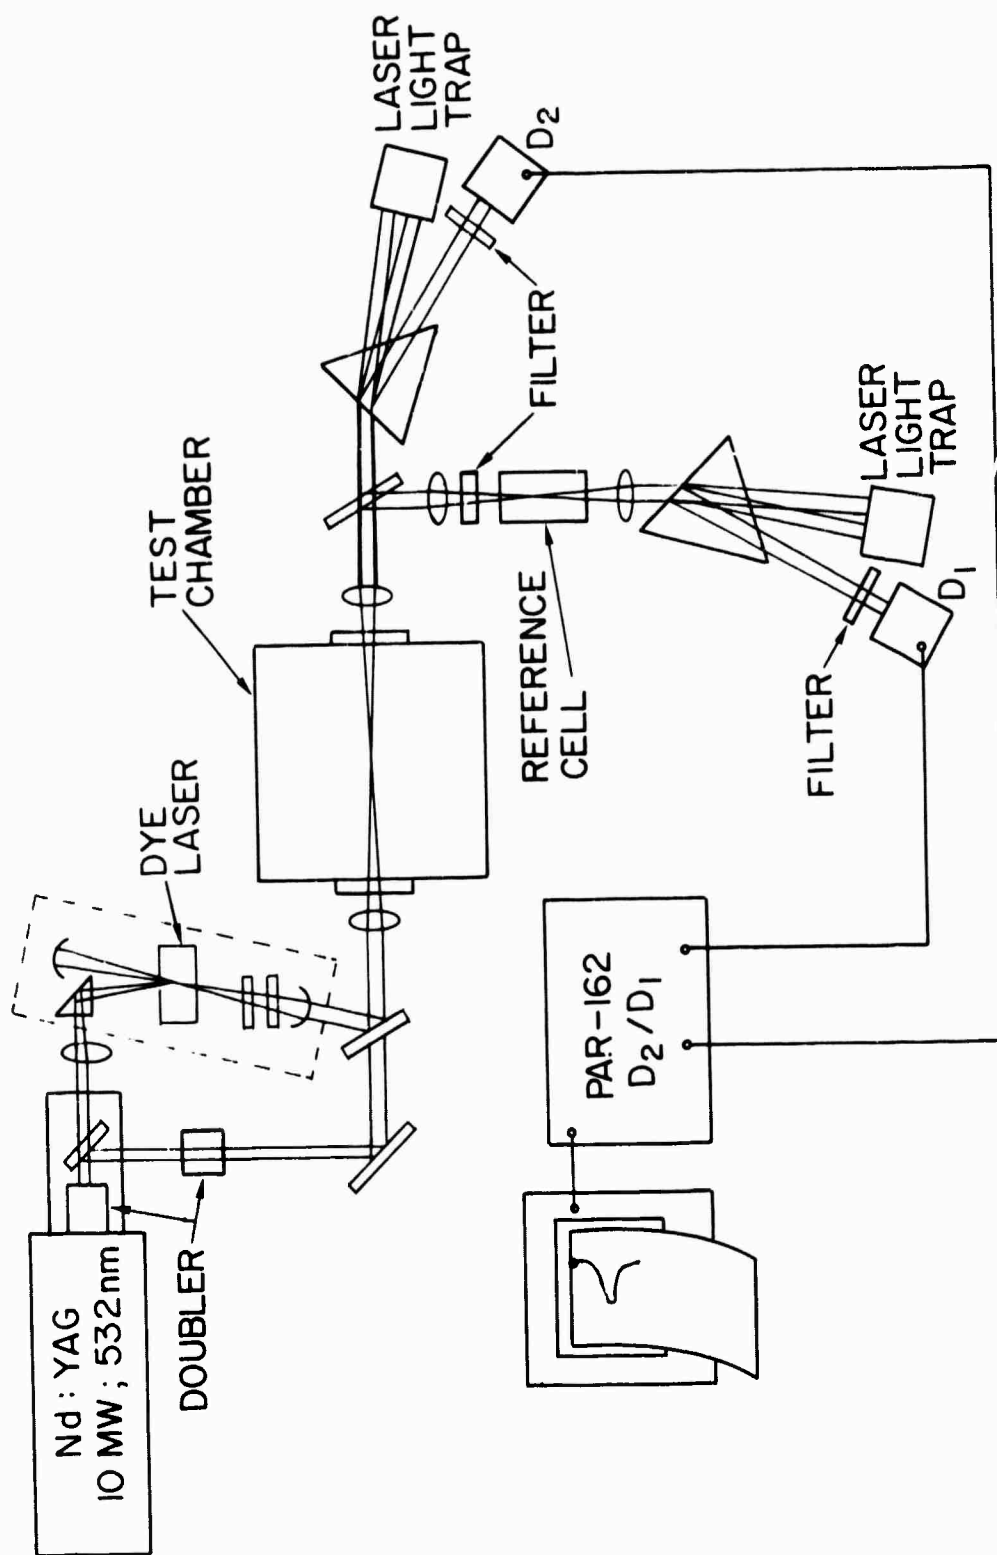 Nd : YAG
10 MW ; 532nm
DOUBLER
DYE
LASER
TEST
CHAMBER
LASER
LIGHT
TRAP
D2
FILTER
REFERENCE
CELL
LASER
LIGHT
TRAP
FILTER
D1
PAR-162
D2/D1